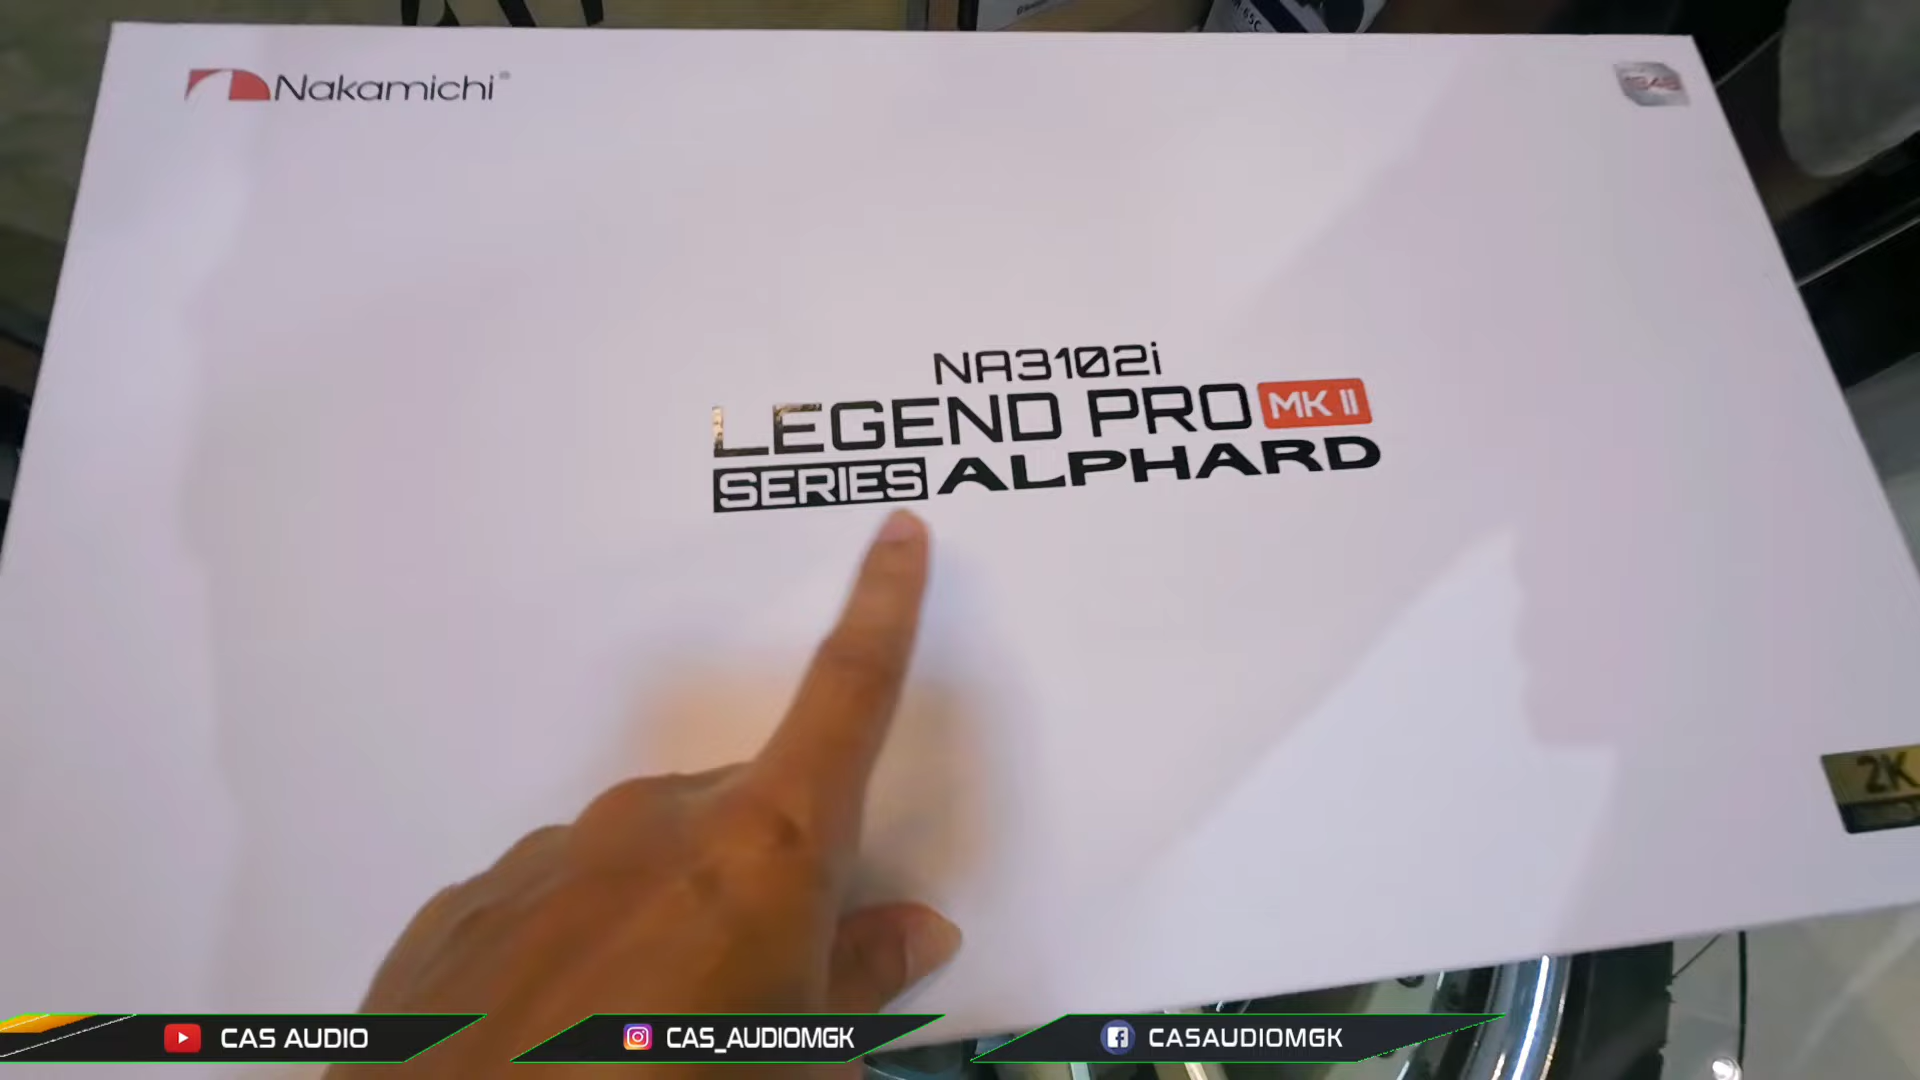 Nakamichi®
NA3102i
LEGEND PRO MK II
SERIES ALPHARD
2K
CAS AUDIO
CAS_AUDIOMGK
CASAUDIOMGK